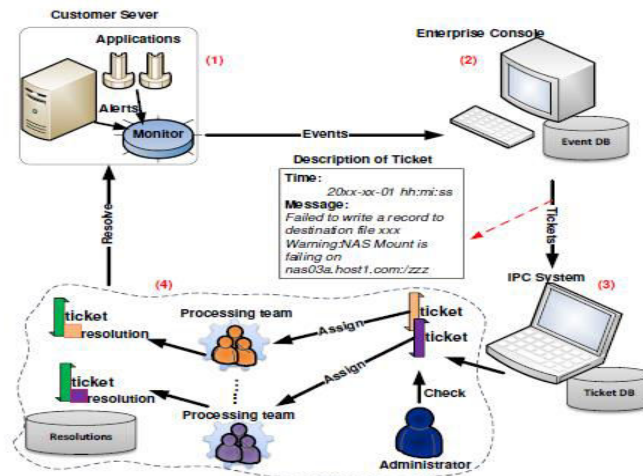 Customer Sever
Applications
(1)
Alerts
Monitor
Events
Enterprise Console
(2)
Event DB
Description of Ticket
Time:
20xx-xx-01 hh:mi:ss
Message:
Failed to write a record to
destination file xxx
Warning:NAS Mount is
failing on
nas03a.host1.com:/zzz
Tickets
Resolve
IPC System
(3)
Ticket DB
(4)
ticket
resolution
Processing team
Assign
ticket
ticket
ticket
resolution
Assign
Processing team
Check
Resolutions
Administrator